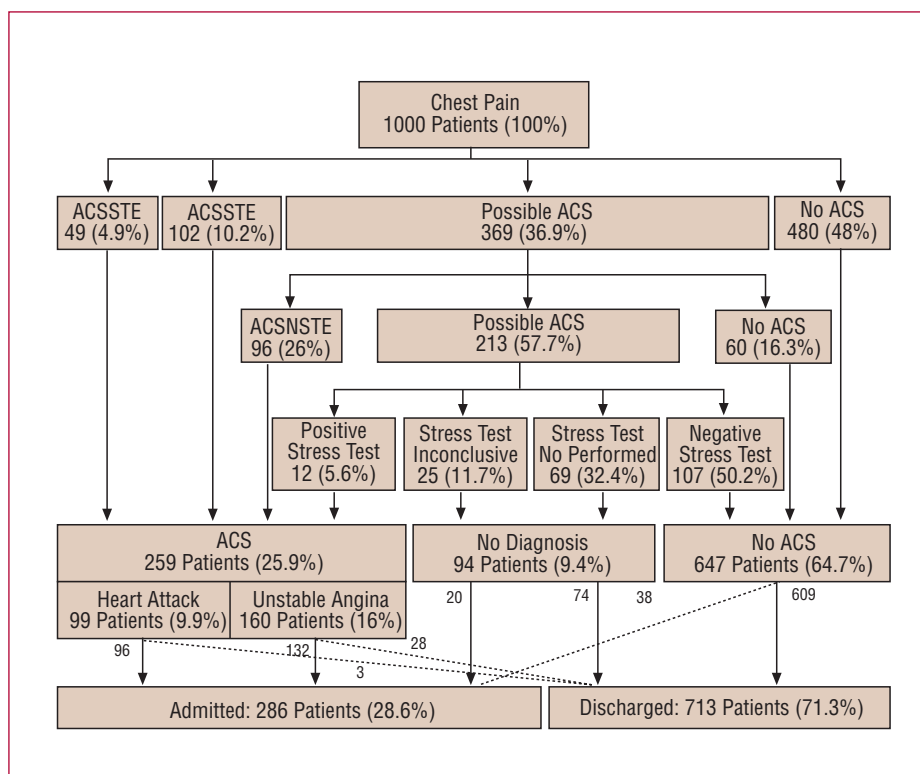 Chest Pain
1000 Patients (100%)
ACSSTE
49 (4.9%)
ACSSTE
102 (10.2%)
Possible ACS
369 (36.9%)
No ACS
480 (48%)
ACSNSTE
96 (26%)
Possible ACS
213 (57.7%)
No ACS
60 (16.3%)
Positive
Stress Test
12 (5.6%)
Stress Test
Inconclusive
25 (11.7%)
Stress Test
No Performed
69 (32.4%)
Negative
Stress Test
107 (50.2%)
ACS
259 Patients (25.9%)
No Diagnosis
94 Patients (9.4%)
No ACS
647 Patients (64.7%)
Heart Attack
99 Patients (9.9%)
Unstable Angina
160 Patients (16%)
20
74
38
609
96
132
28
3
Admitted: 286 Patients (28.6%)
Discharged: 713 Patients (71.3%)